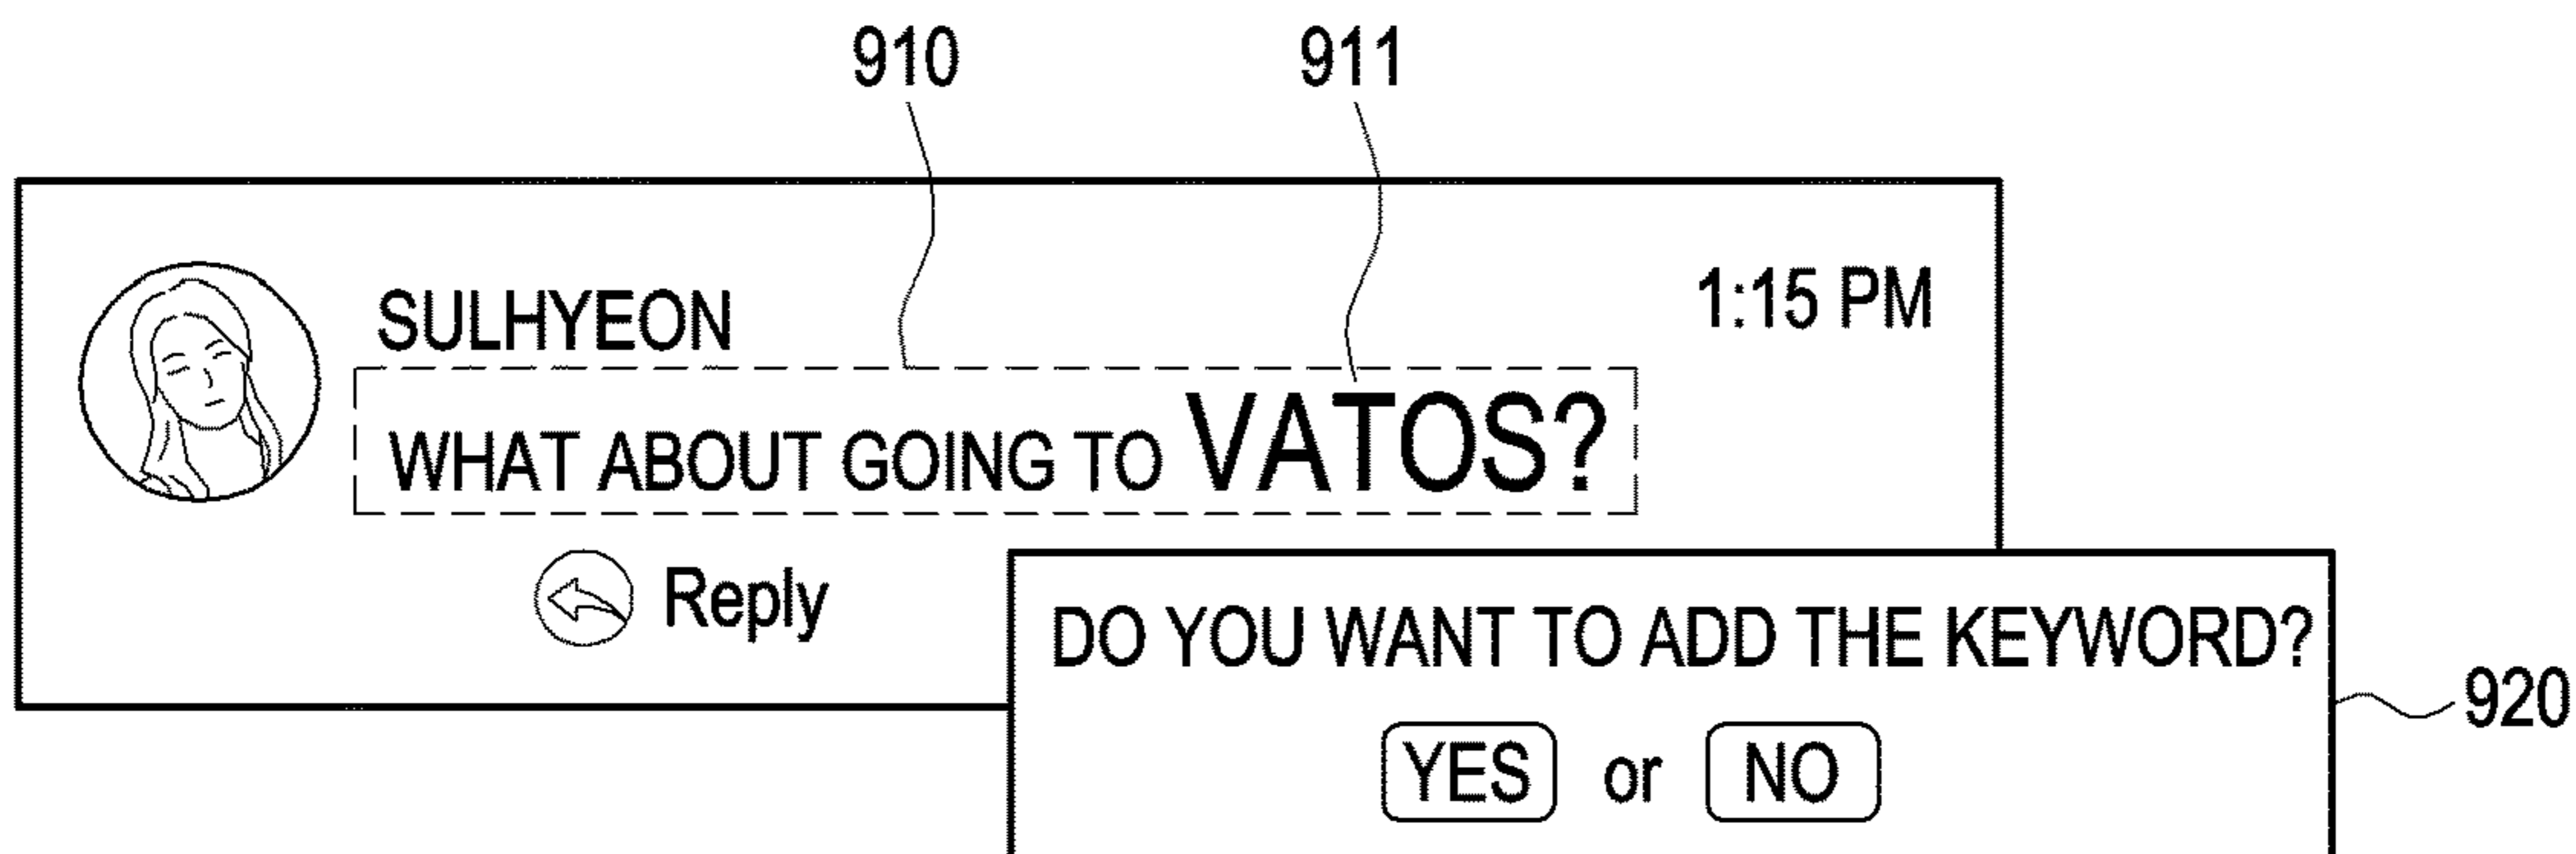 910 911
SULHYEON 1:15 PM
WHAT ABOUT GOING TO VATOS?
Reply
DO YOU WANT TO ADD THE KEYWORD?
920
YES or NO